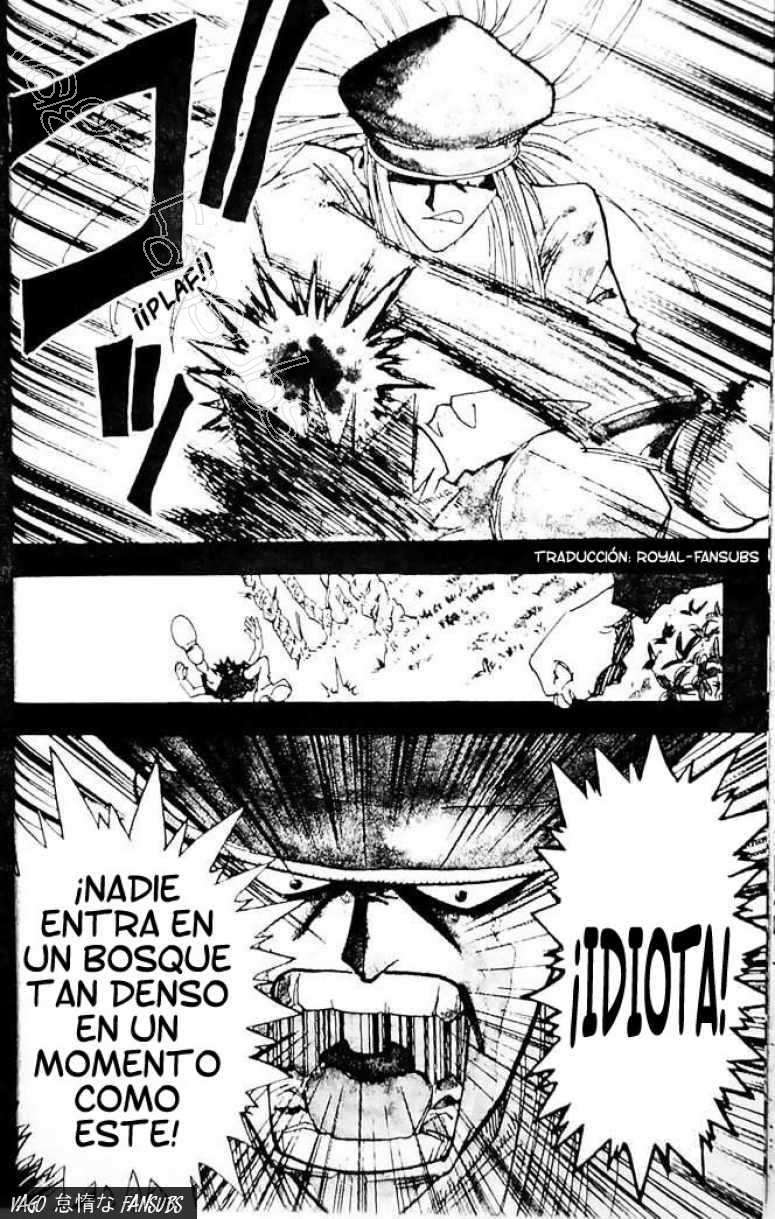 ¡¡PLAF!!
TRADUCCIÓN: ROYAL-FANSUBS
¡IDIOTA!
¡NADIE
ENTRA EN
UN BOSQUE
TAN DENSO
EN UN
MOMENTO
COMO
ESTE!
VAGO 怠惰な FANSUBS